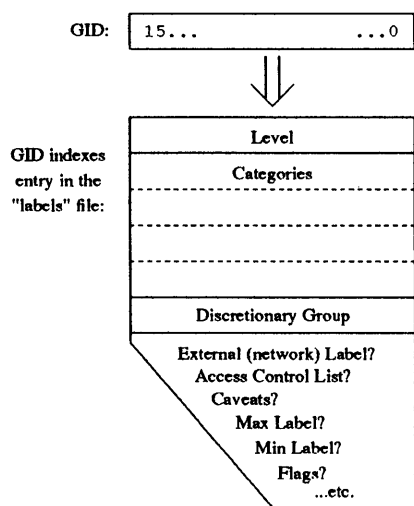 GID:
15... ...0
GID indexes
entry in the
"labels" file:
Level
Categories
Discretionary Group
External (network) Label?
Access Control List?
Caveats?
Max Label?
Min Label?
Flags?
...etc.